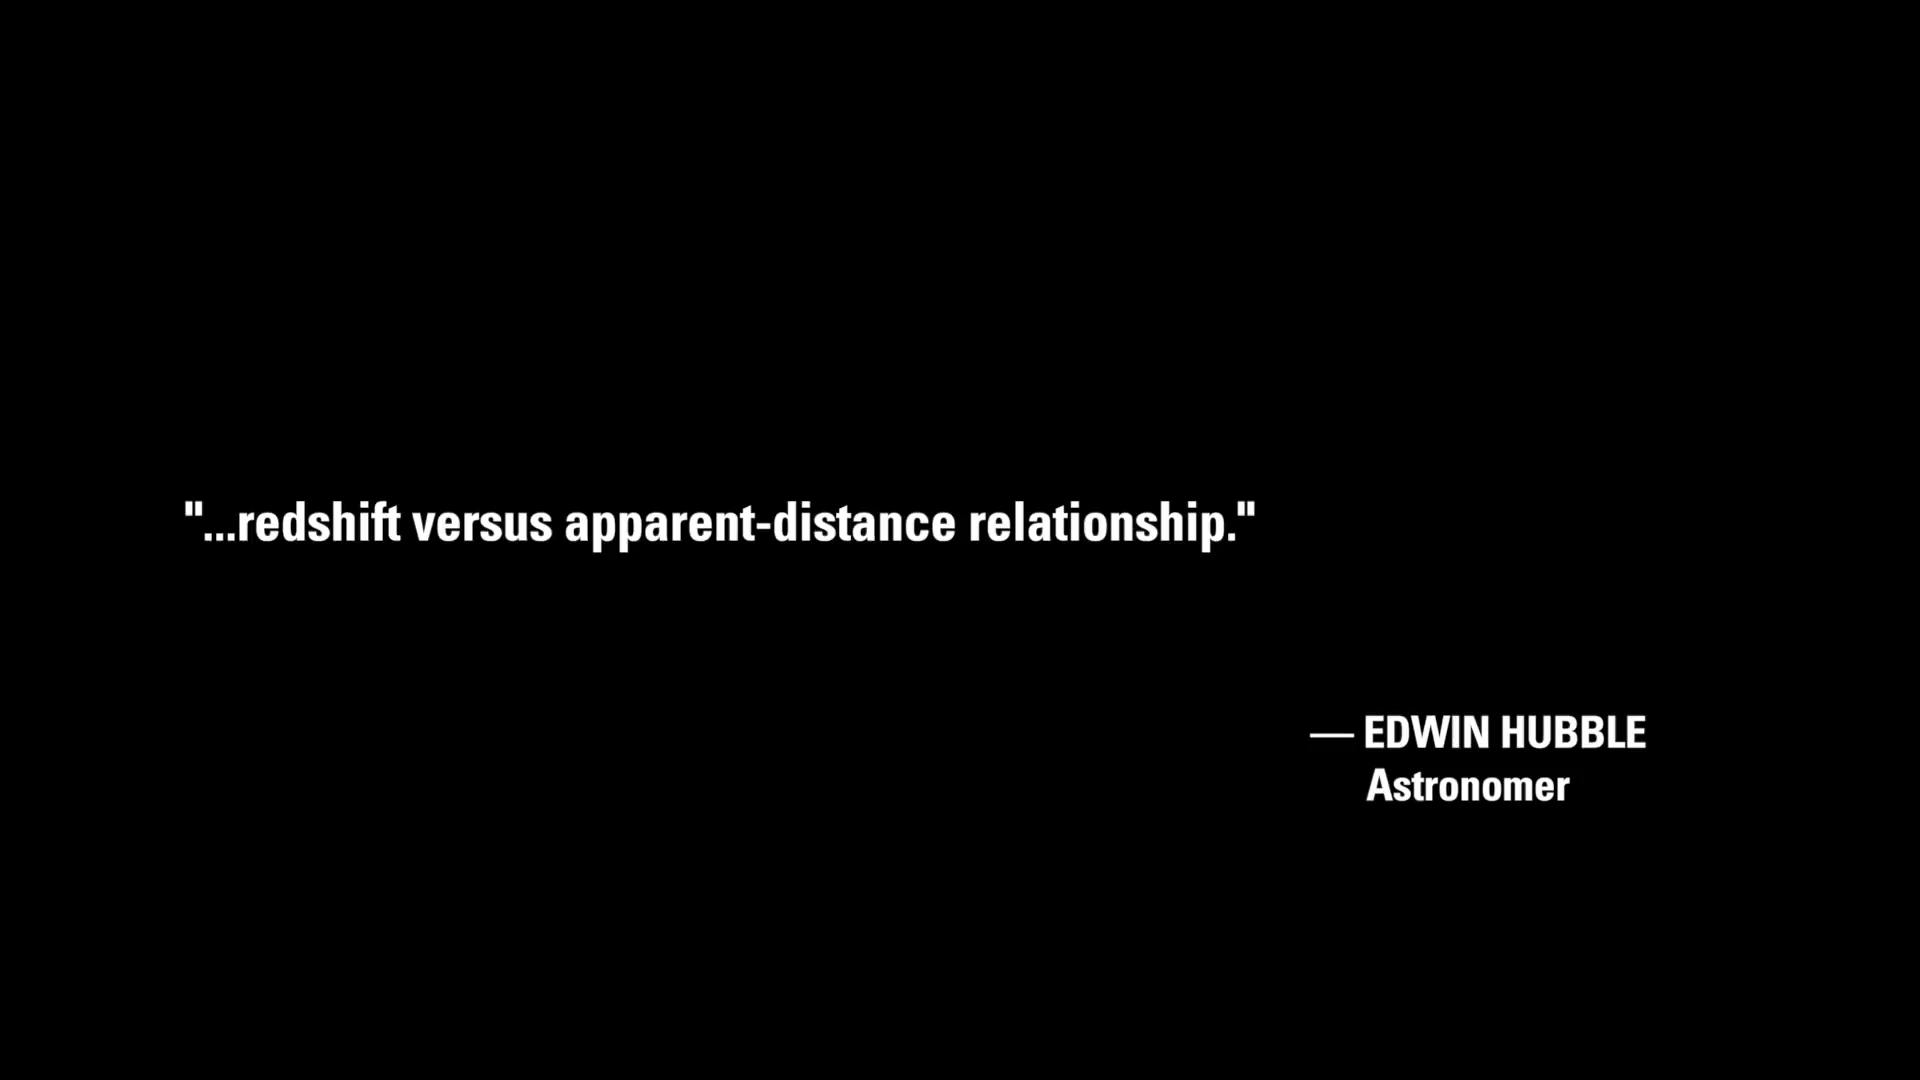 "...redshift versus apparent-distance relationship."
— EDWIN HUBBLE
Astronomer